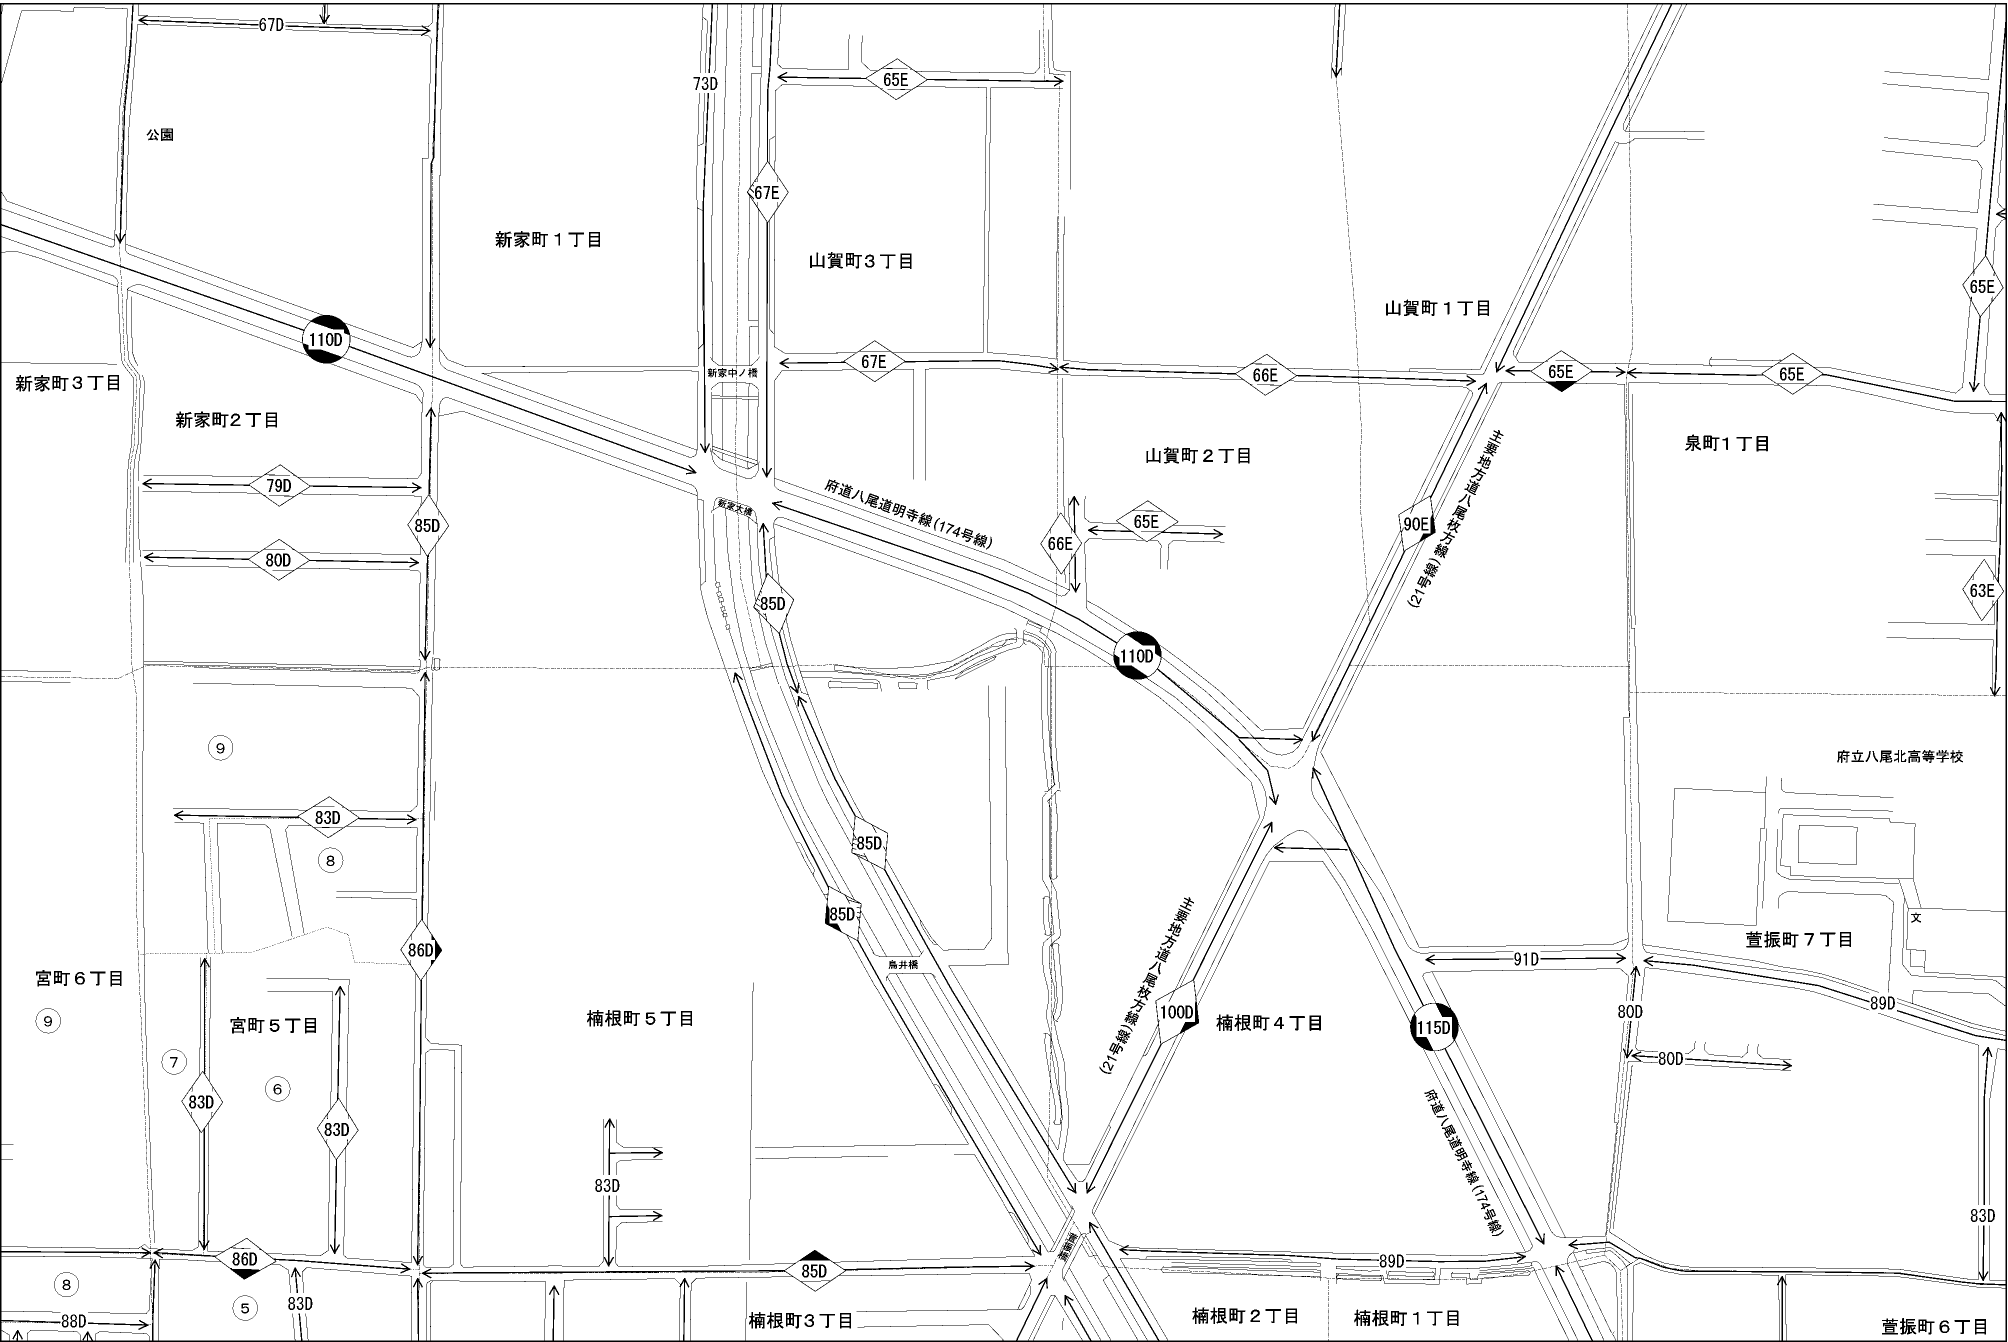 67D
73D
65E
公園
67E
新家町１丁目
山賀町３丁目
65E
山賀町１丁目
110D
新家町３丁目
新家中ノ橋
67E
66E
65E
65E
新家町２丁目
泉町１丁目
山賀町２丁目
79D
府道八尾道明寺線(174号線)
主要地方道八尾枚方線
(21号線)
新家大橋
85D
65E
90E
66E
80D
63E
85D
110D
9
府立八尾北高等学校
83D
85D
8
85D
文
86D
萱振町７丁目
鳥井橋
91D
宮町６丁目
主要地方道八尾枚方線
(21号線)
89D
9
宮町５丁目
楠根町５丁目
100D
楠根町４丁目
80D
115D
7
80D
6
83D
83D
府道八尾道明寺線(174号線)
83D
83D
86D
85D
89D
8
5
83D
88D
楠根町３丁目
楠根町２丁目
楠根町１丁目
萱振町６丁目